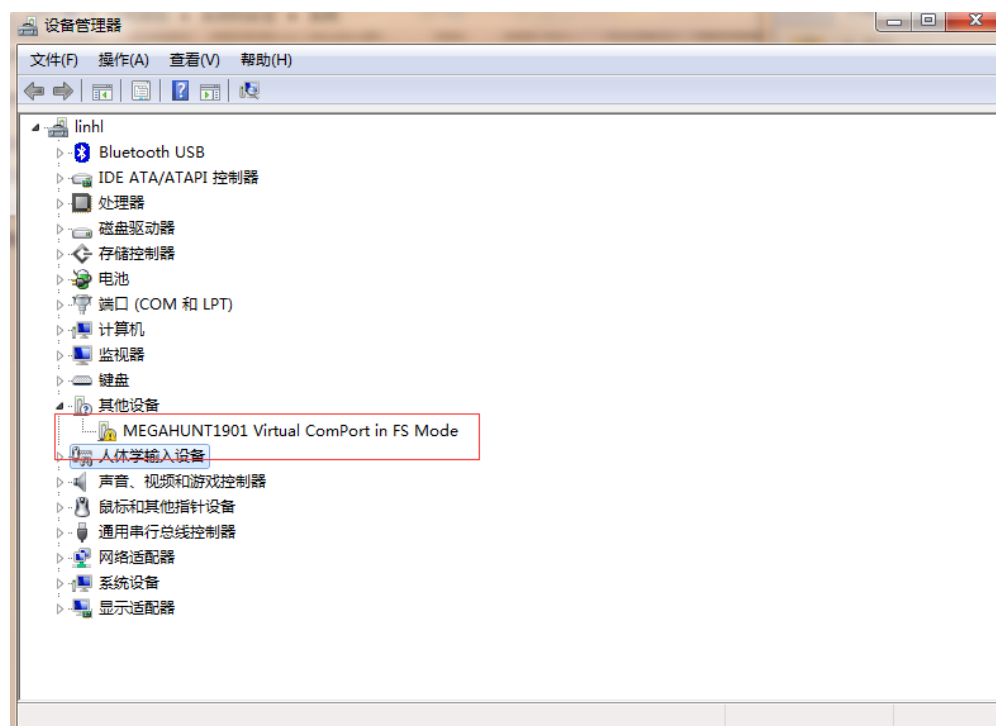 设备管理器
文件(F) 操作(A) 查看(V) 帮助(H)
linhl
Bluetooth USB
IDE ATA/ATAPI 控制器
处理器
磁盘驱动器
存储控制器
电池
端口 (COM 和 LPT)
计算机
监视器
键盘
其他设备
MEGAHUNT1901 Virtual ComPort in FS Mode
人体学输入设备
声音、视频和游戏控制器
鼠标和其他指针设备
通用串行总线控制器
网络适配器
系统设备
显示适配器